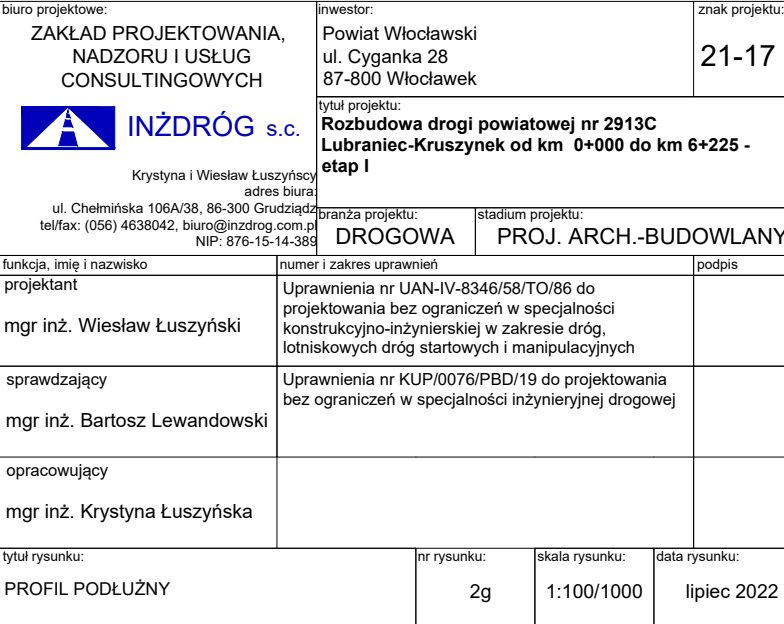 biuro projektowe:
ZAKŁAD PROJEKTOWANIA,
NADZORU I USŁUG
CONSULTINGOWYCH
INŻDRÓG s.c.
Krystyna i Wiesław Łuszyńscy
adres biura:
ul. Chełmińska 106A/38, 86-300 Grudziądz
tel/fax: (056) 4638042, biuro@inzdrog.com.pl
NIP: 876-15-14-389
inwestor:
Powiat Włocławski
ul. Cyganka 28
87-800 Włocławek
znak projektu:
21-17
tytuł projektu:
Rozbudowa drogi powiatowej nr 2913C
Lubraniec-Kruszynek od km 0+000 do km 6+225 -
etap I
branża projektu:
DROGOWA
stadium projektu:
PROJ. ARCH.-BUDOWLANY
funkcja, imię i nazwisko
numer i zakres uprawnień
podpis
projektant
mgr inż. Wiesław Łuszyński
Uprawnienia nr UAN-IV-8346/58/TO/86 do
projektowania bez ograniczeń w specjalności
konstrukcyjno-inżynierskiej w zakresie dróg,
lotniskowych dróg startowych i manipulacyjnych
sprawdzający
mgr inż. Bartosz Lewandowski
Uprawnienia nr KUP/0076/PBD/19 do projektowania
bez ograniczeń w specjalności inżynieryjnej drogowej
opracowujący
mgr inż. Krystyna Łuszyńska
tytuł rysunku:
PROFIL PODŁUŻNY
nr rysunku:
2g
skala rysunku:
1:100/1000
data rysunku:
lipiec 2022